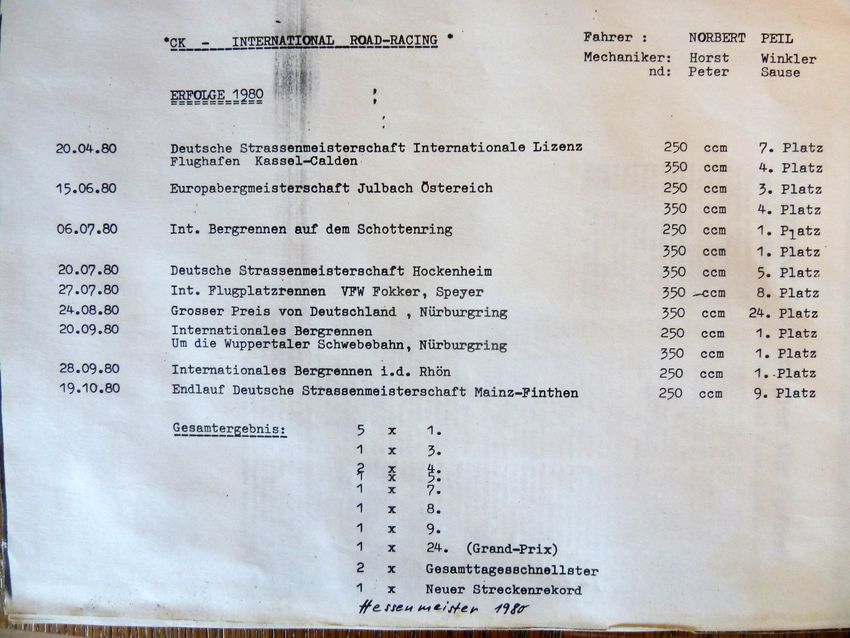 *CK - INTERNATIONAL ROAD-RACING *
Fahrer : NORBERT PEIL
Mechaniker: Horst Winkler
nd: Peter Sause
ERFOLGE 1980
20.04.80 Deutsche Strassenmeisterschaft Internationale Lizenz 250 ccm 7. Platz
Flughafen Kassel-Calden
350 ccm 4. Platz
15.06.80 Europabergmeisterschaft Julbach Östereich 250 ccm 3. Platz
350 ccm 4. Platz
06.07.80 Int. Bergrennen auf dem Schottenring 250 ccm 1. Platz
350 ccm 1. Platz
20.07.80 Deutsche Strassenmeisterschaft Hockenheim 350 ccm 5. Platz
27.07.80 Int. Flugplatzrennen VFW Fokker, Speyer 350 ccm 8. Platz
24.08.80 Grosser Preis von Deutschland , Nürburgring 350 ccm 24. Platz
20.09.80 Internationales Bergrennen 250 ccm 1. Platz
Um die Wuppertaler Schwebebahn, Nürburgring
350 ccm 1. Platz
28.09.80 Internationales Bergrennen i.d. Rhön 250 ccm 1. Platz
19.10.80 Endlauf Deutsche Strassenmeisterschaft Mainz-Finthen 250 ccm 9. Platz
Gesamtergebnis: 5 x 1.
1 x 3.
2 x 4.
1 x 5.
1 x 7.
1 x 8.
1 x 9.
1 x 24. (Grand-Prix)
2 x Gesamttagesschnellster
1 x Neuer Streckenrekord
Hessenmeister 1980